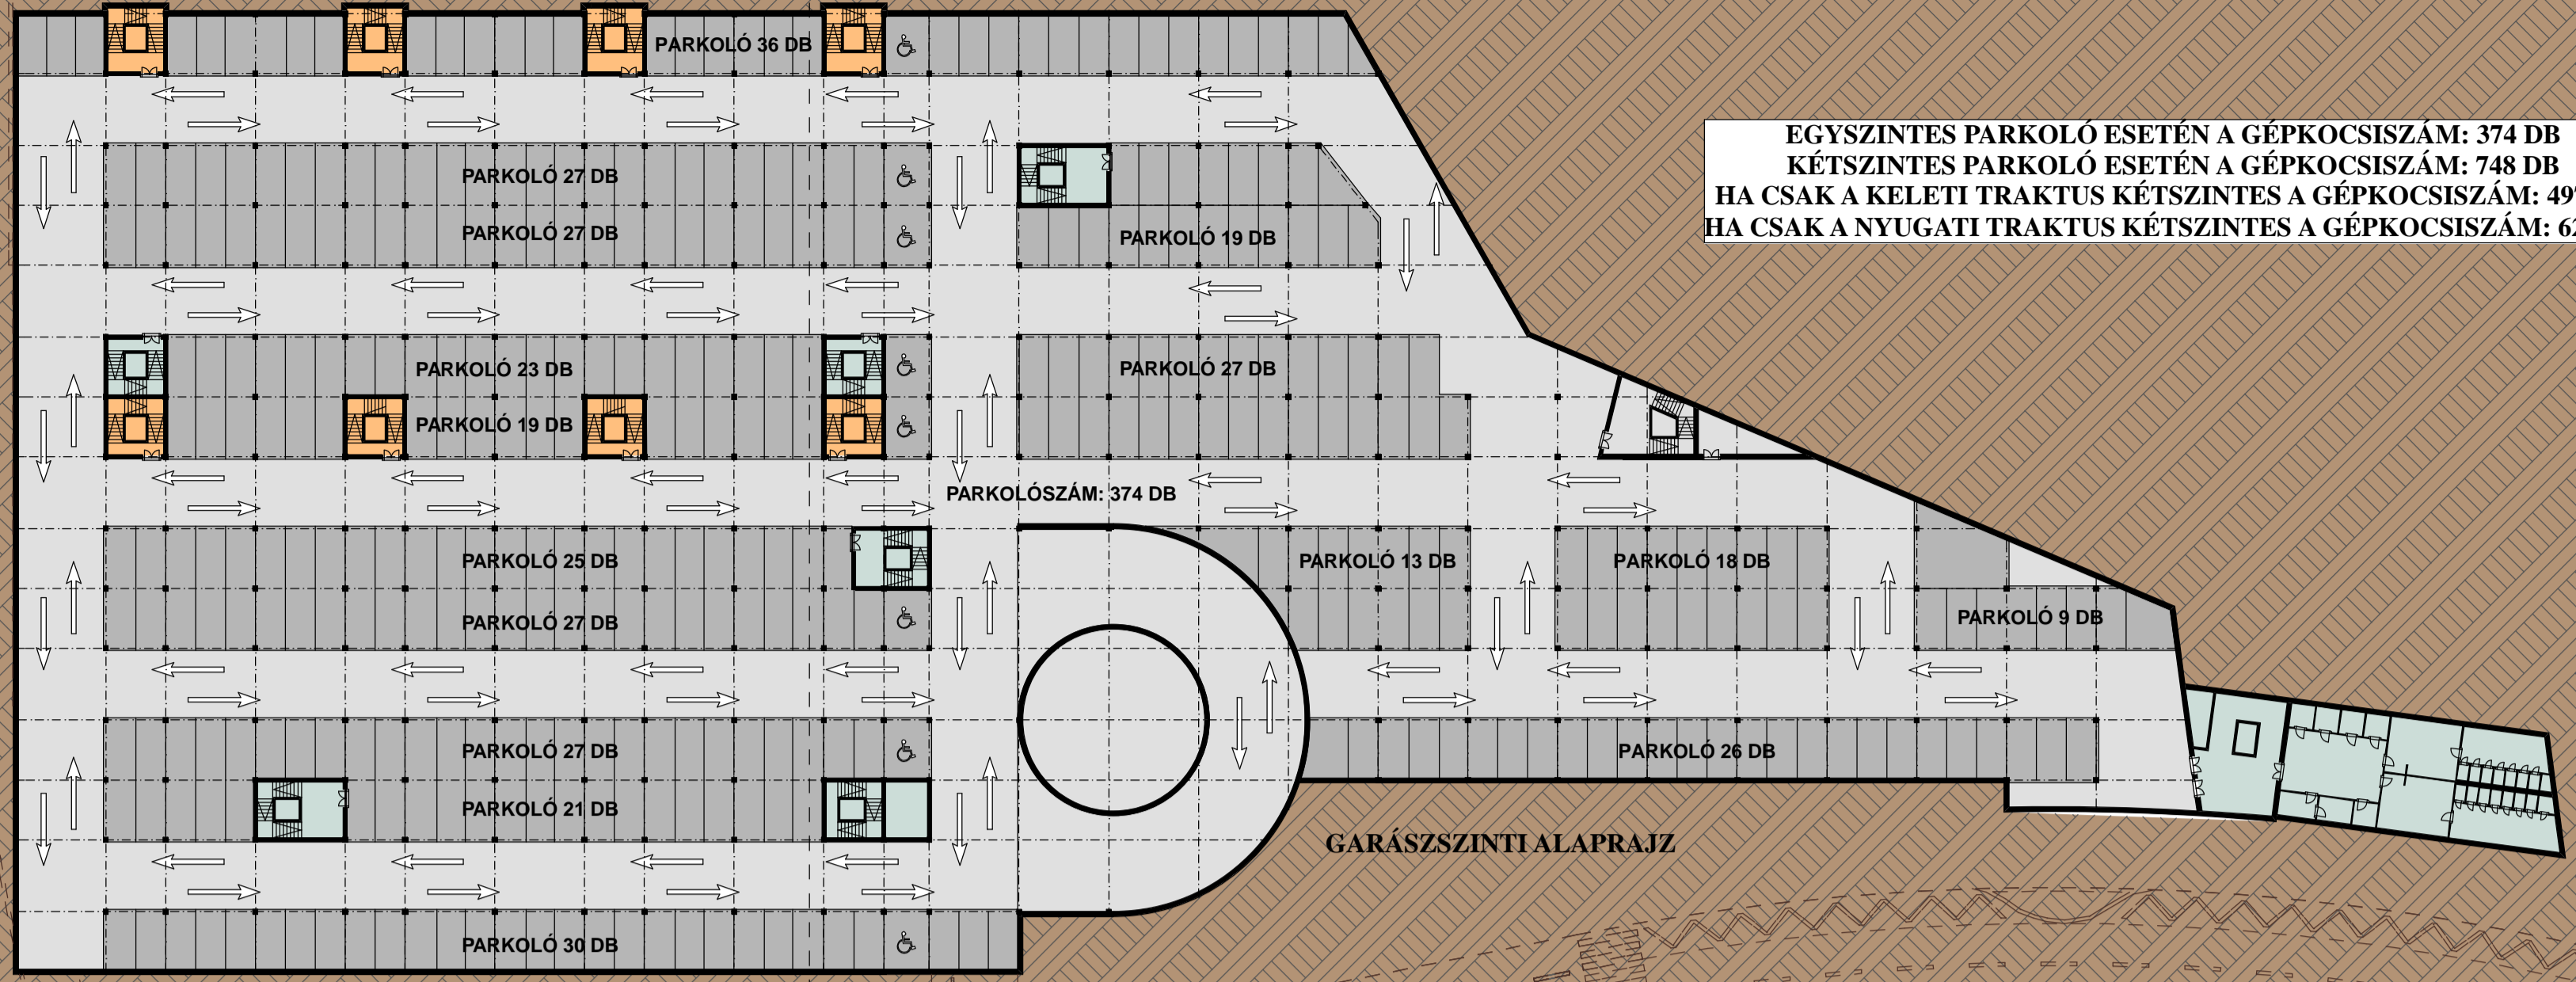 PARKOLÓ 36 DB
EGYSZINTES PARKOLÓ ESETÉN A GÉPKOCSISZÁM: 374 DB
KÉTSZINTES PARKOLÓ ESETÉN A GÉPKOCSISZÁM: 748 DB
HA CSAK A KELETI TRAKTUS KÉTSZINTES A GÉPKOCSISZÁM:
HA CSAK A NYUGATI TRAKTUS KÉTSZINTES A GÉPKOCSISZÁM:
PARKOLÓ 27 DB
PARKOLÓ 27 DB
PARKOLÓ 19 DB
PARKOLÓ 23 DB
PARKOLÓ 27 DB
PARKOLÓ 19 DB
PARKOLÓSZÁM: 374 DB
PARKOLÓ 25 DB
PARKOLÓ 13 DB
PARKOLÓ 18 DB
PARKOLÓ 27 DB
PARKOLÓ 9 DB
PARKOLÓ 27 DB
PARKOLÓ 26 DB
PARKOLÓ 21 DB
GARÁSZSZINTI ALAPRAJZ
PARKOLÓ 30 DB